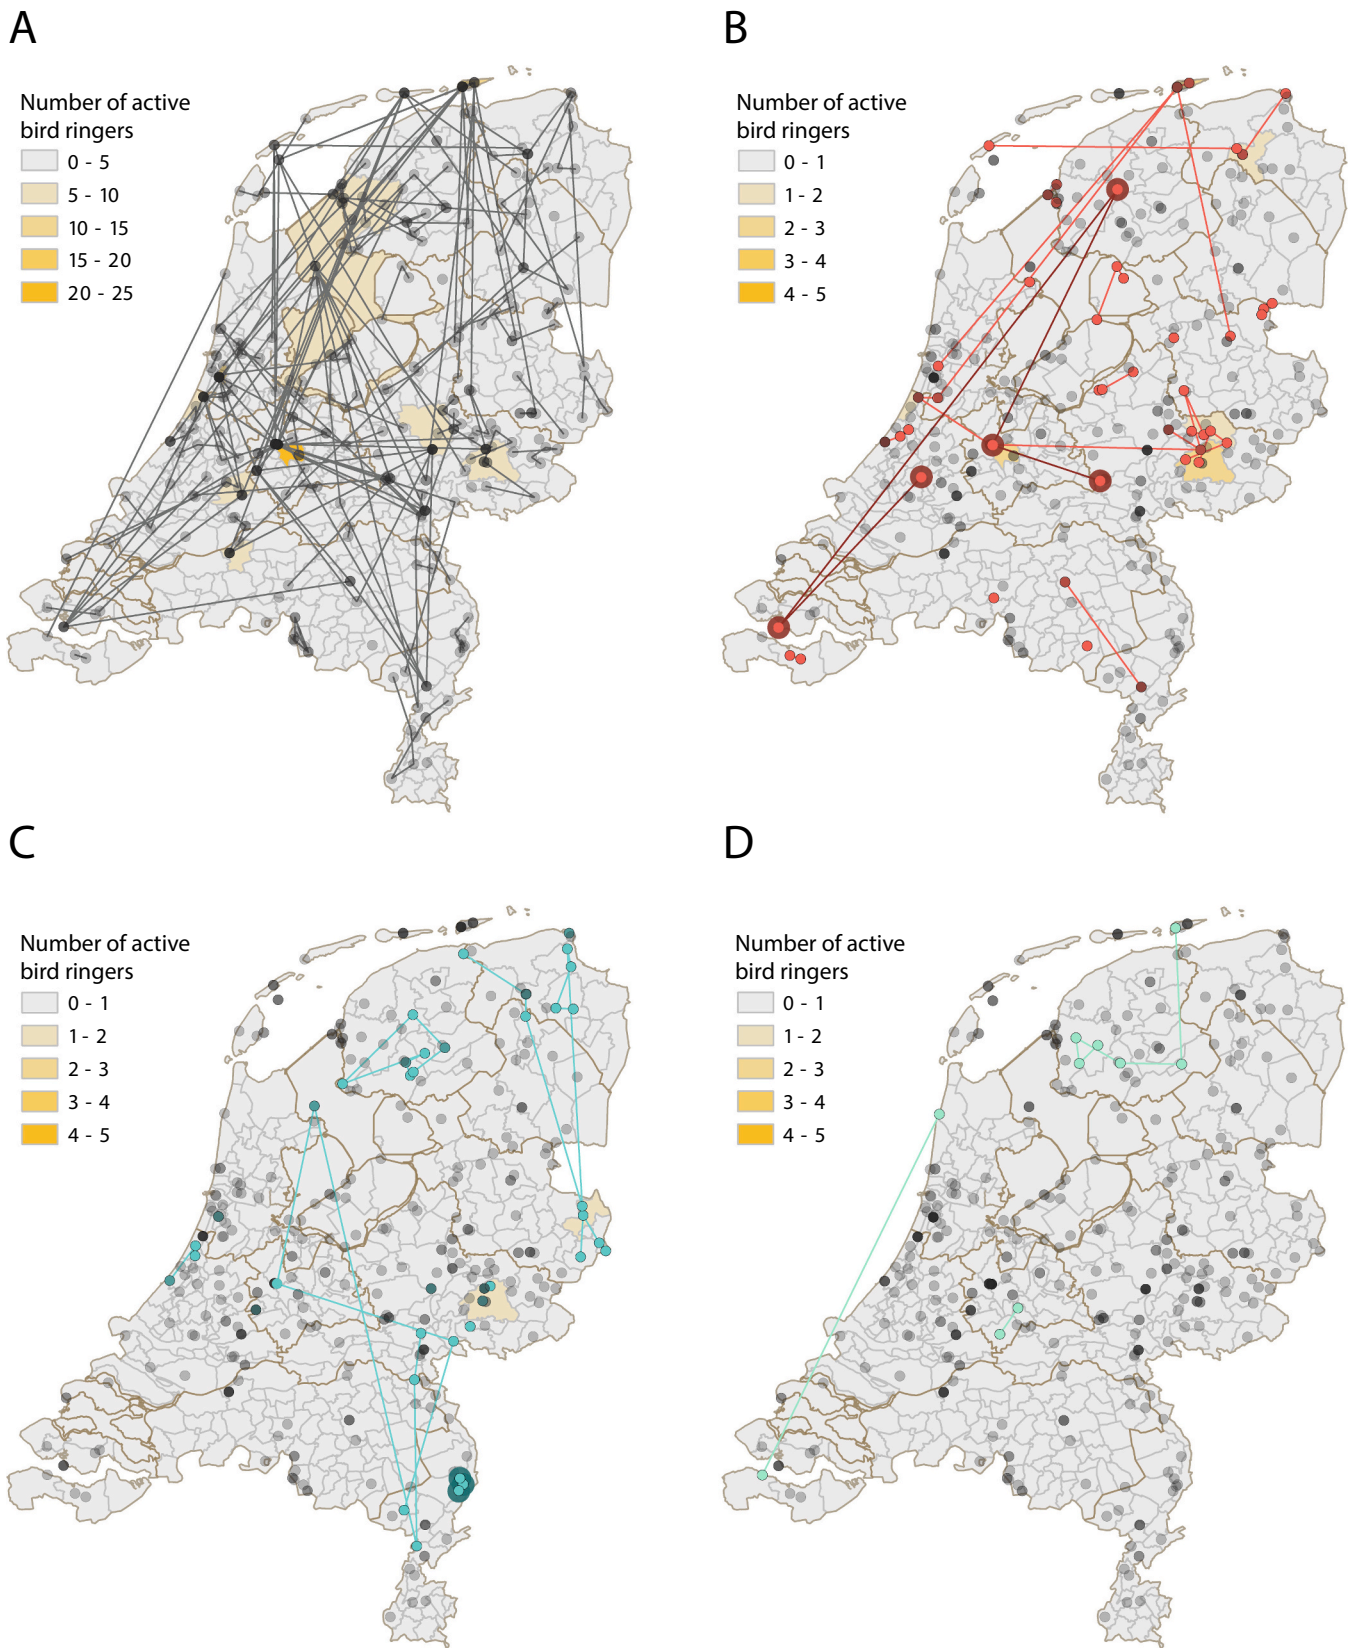 A
Number of active
bird ringers
0 - 5
5 - 10
10 - 15
15 - 20
20 - 25
B
Number of active
bird ringers
0 - 1
1 - 2
2 - 3
3 - 4
4 - 5
C
Number of active
bird ringers
0 - 1
1 - 2
2 - 3
3 - 4
4 - 5
D
Number of active
bird ringers
0 - 1
1 - 2
2 - 3
3 - 4
4 - 5